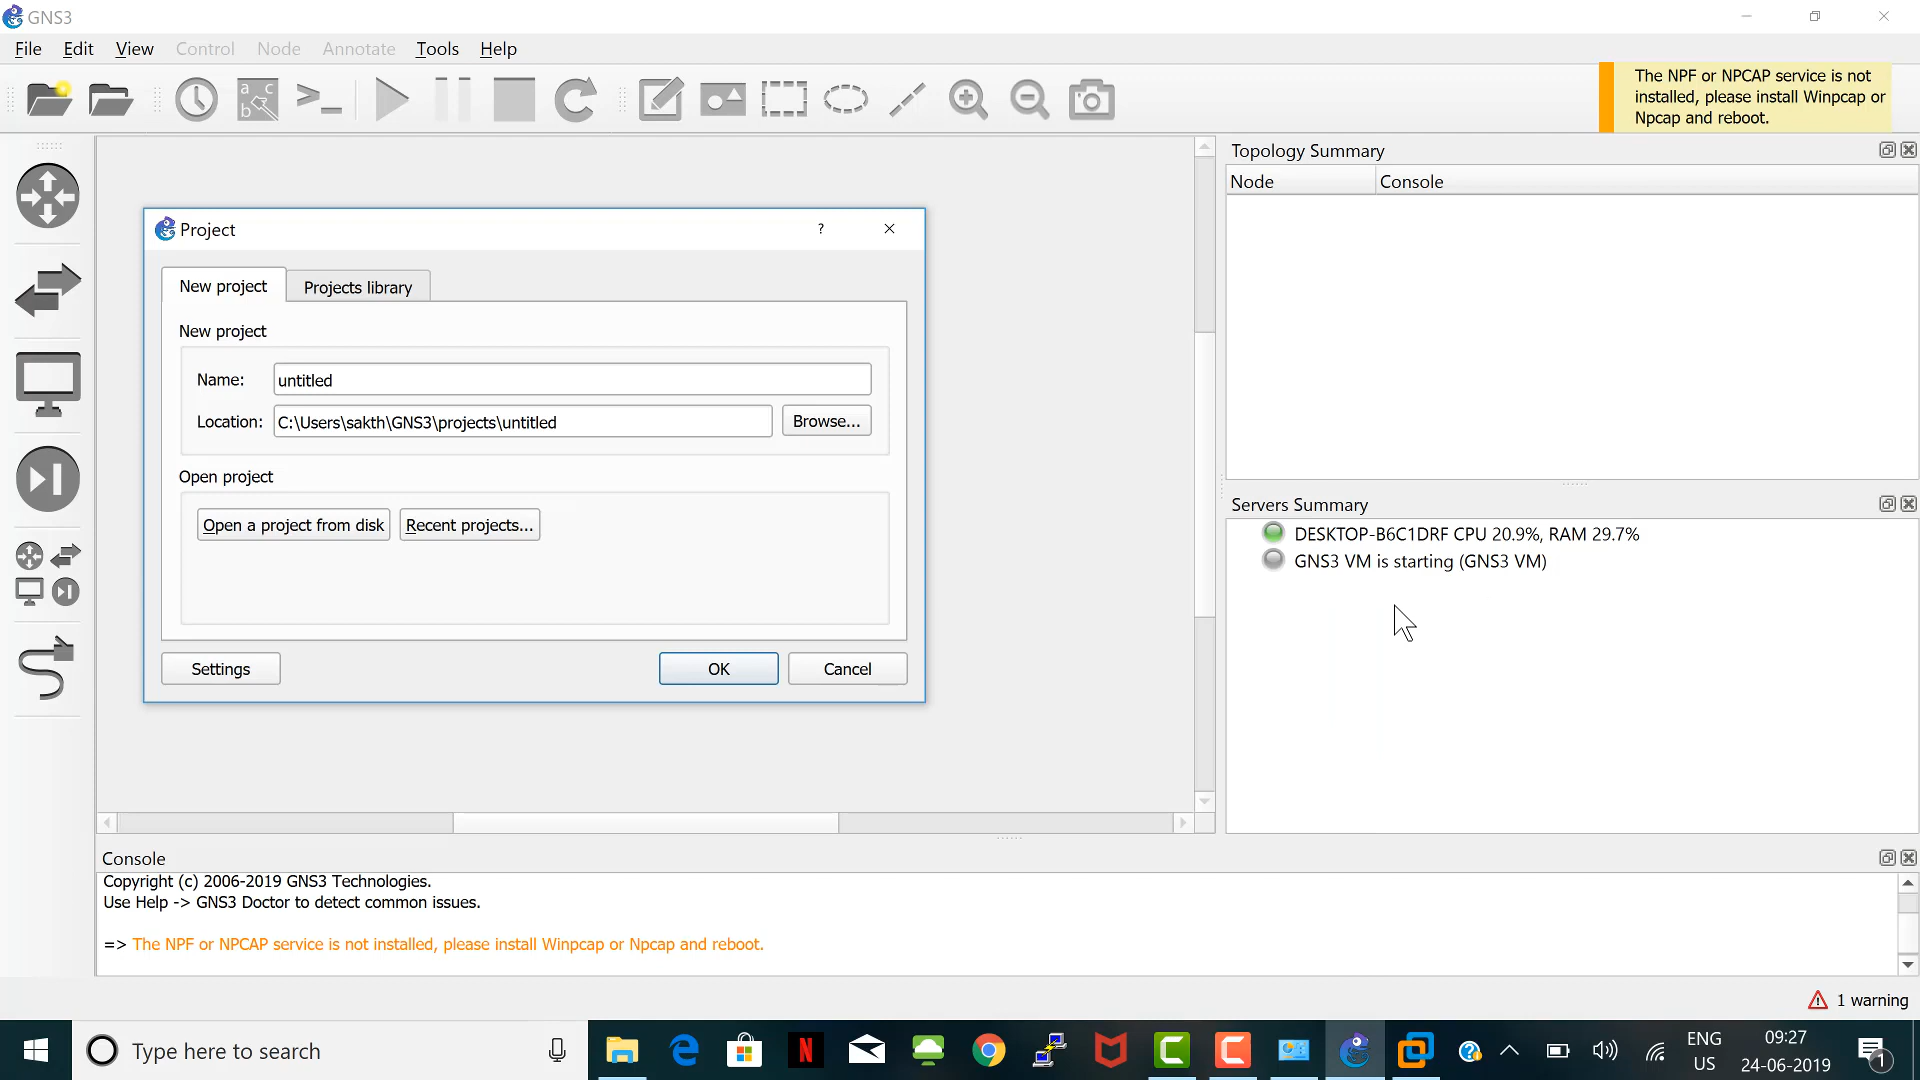 GNS3
File Edit View Control Node Annotate Tools Help
a c
b
The NPF or NPCAP service is not
installed, please install Winpcap or
Npcap and reboot.
Topology Summary
Node Console
Project
?
New project Projects library
New project
Name: untitled
Location: C:\Users\sakth\GNS3\projects\untitled Browse...
Open project
Open a project from disk Recent projects...
Settings OK Cancel
Servers Summary
DESKTOP-B6C1DRF CPU 20.9%, RAM 29.7%
GNS3 VM is starting (GNS3 VM)
Console
Copyright (c) 2006-2019 GNS3 Technologies.
Use Help -> GNS3 Doctor to detect common issues.
=> The NPF or NPCAP service is not installed, please install Winpcap or Npcap and reboot.
1 warning
Type here to search
ENG
US
09:27
24-06-2019
1